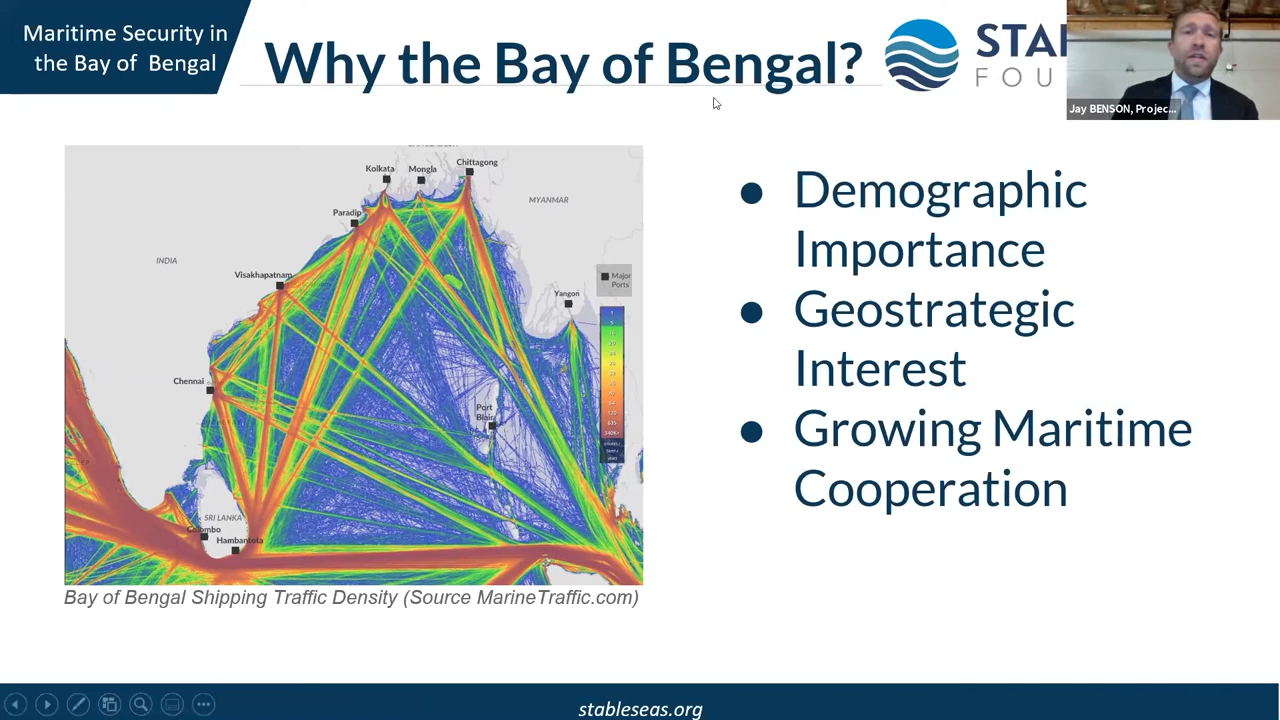 Maritime Security in
the Bay of Bengal
Why the Bay of Bengal?
STA
FOU
Jay BENSON, Projec...
Kolkata
Mongla
Chittagong
MYANMAR
Paradip
INDIA
Visakhapatnam
Major
Ports
Yangon
Chennai
Port
Blair
SRI LANKA
Colombo
Hambantota
Bay of Bengal Shipping Traffic Density (Source MarineTraffic.com)
● Demographic
Importance
● Geostrategic
Interest
● Growing Maritime
Cooperation
stableseas.org